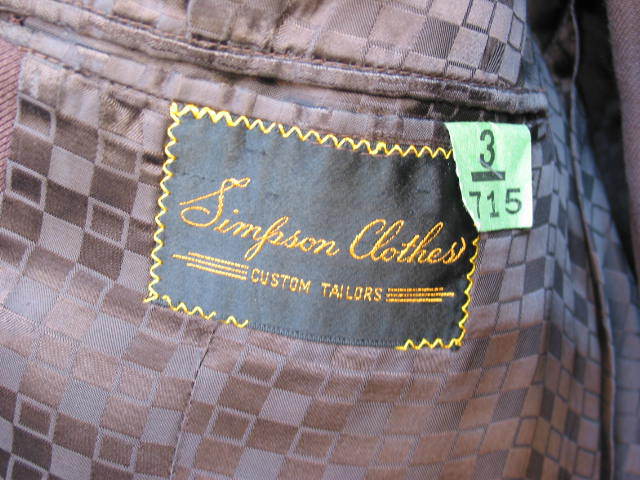 Simpson Clothes
CUSTOM TAILORS
3
715